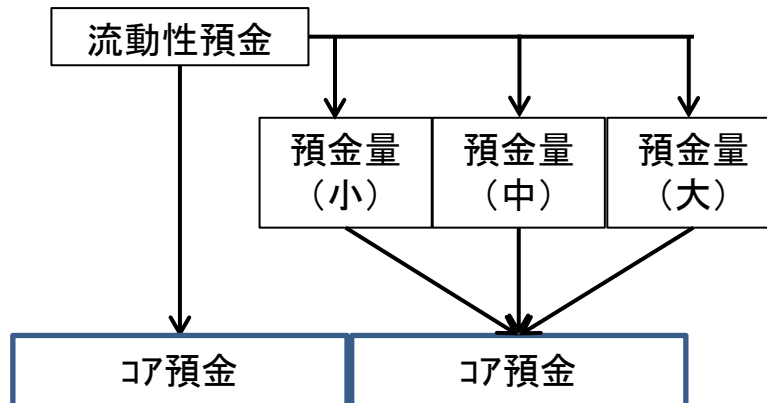 流動性預金
預金量
（小）
預金量
（中）
預金量
（大）
ｺｱ預金
ｺｱ預金